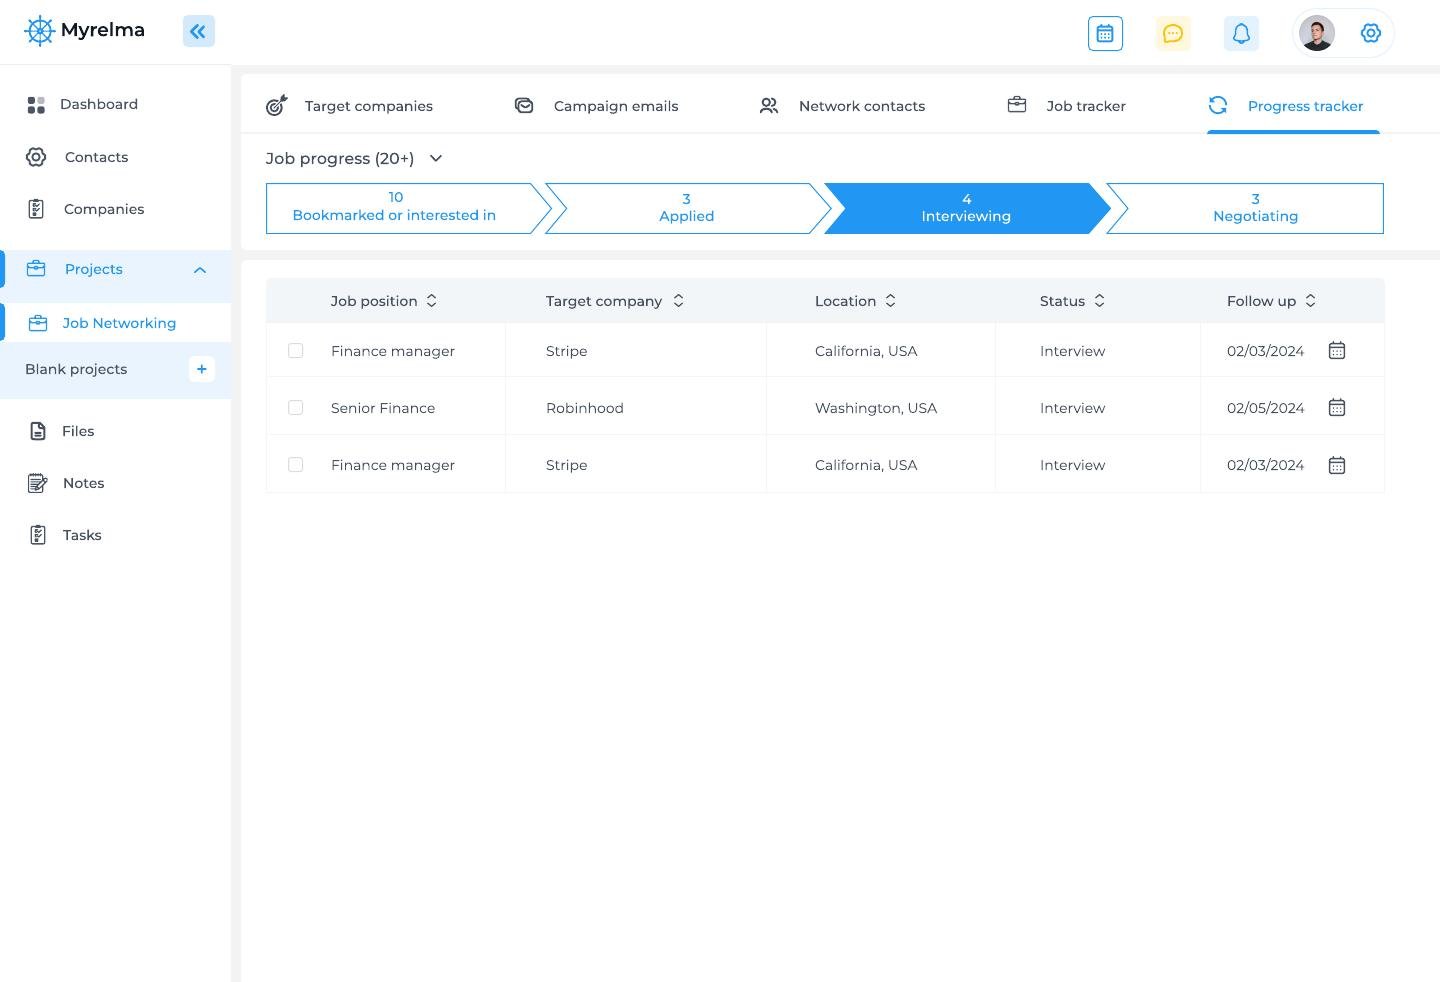 Myrelma
Dashboard
Contacts
Companies
Projects
Job Networking
Blank projects
Files
Notes
Tasks
Target companies
Campaign emails
Network contacts
Job tracker
Progress tracker
Job progress (20+)
10
Bookmarked or interested in
3
Applied
4
Interviewing
3
Negotiating
Job position Target company Location Status Follow up
Finance manager Stripe California, USA Interview 02/03/2024
Senior Finance Robinhood Washington, USA Interview 02/05/2024
Finance manager Stripe California, USA Interview 02/03/2024